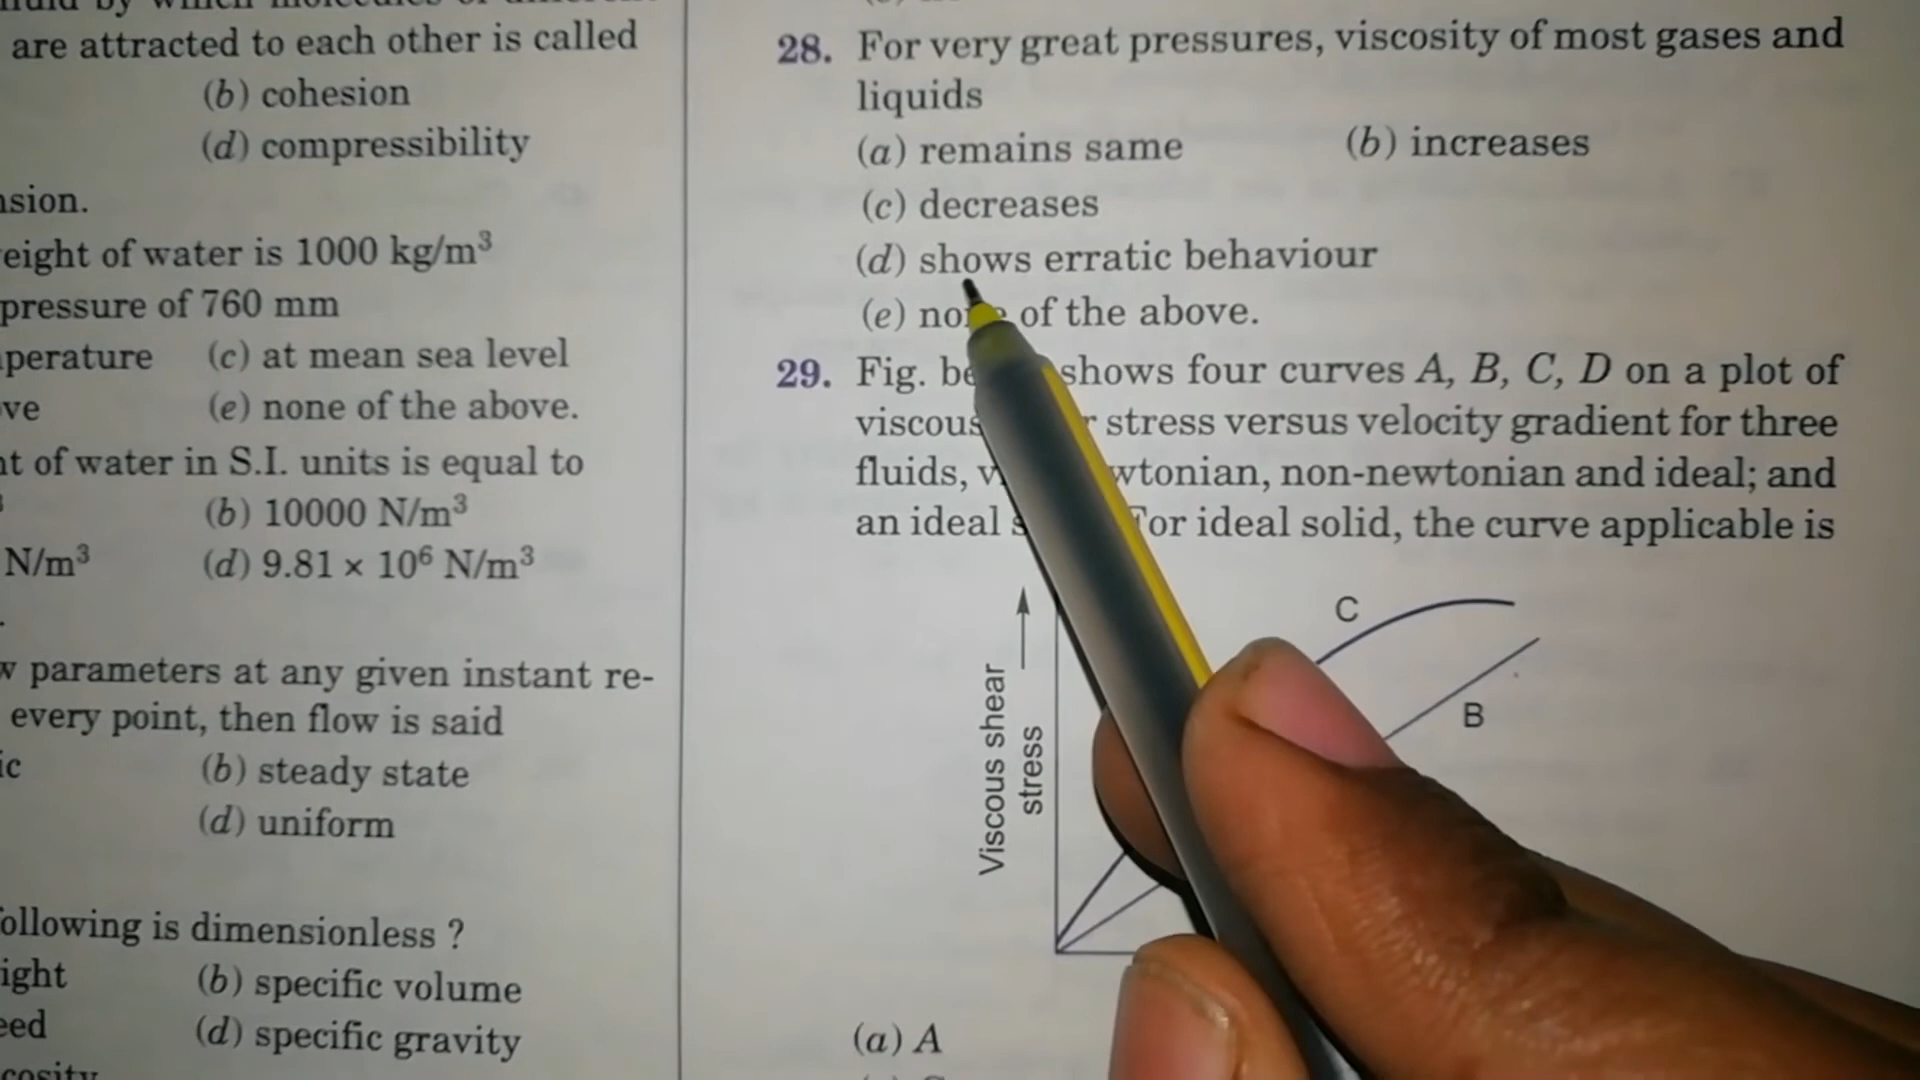 are attracted to each other is called
(b) cohesion
(d) compressibility
eight of water is 1000 kg/m³
pressure of 760 mm
perature (c) at mean sea level
ve (e) none of the above.
of water in S.I. units is equal to
(b) 10000 N/m³
N/m³ (d) 9.81 × 10⁶ N/m³
parameters at any given instant re-
every point, then flow is said
ic (b) steady state
(d) uniform
ollowing is dimensionless ?
ight (b) specific volume
eed (d) specific gravity
28. For very great pressures, viscosity of most gases and
liquids
(a) remains same (b) increases
(c) decreases
(d) shows erratic behaviour
(e) none of the above.
29. Fig. be shows four curves A, B, C, D on a plot of
viscous stress versus velocity gradient for three
fluids, wtonian, non-newtonian and ideal; and
an ideal For ideal solid, the curve applicable is
Viscous shear
stress
C
B
(a) A